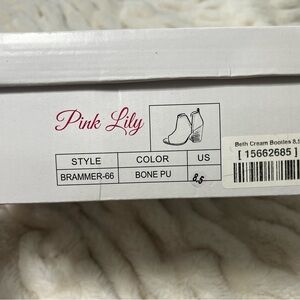 Pink Lily
STYLE COLOR US
BRAMMER-66 BONE PU 8.5
Beth Cream Booties 8.5
[ 15662685 ]